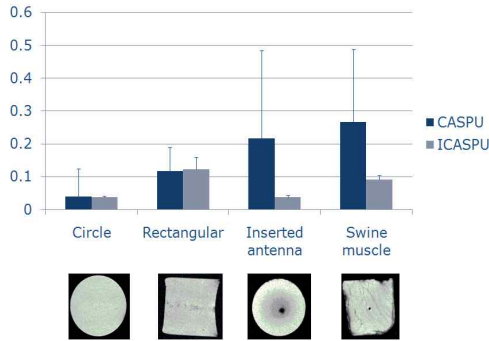 0.6
0.5
0.4
0.3
0.2
0.1
0
CASPU
ICASPU
Circle
Rectangular
Inserted
antenna
Swine
muscle